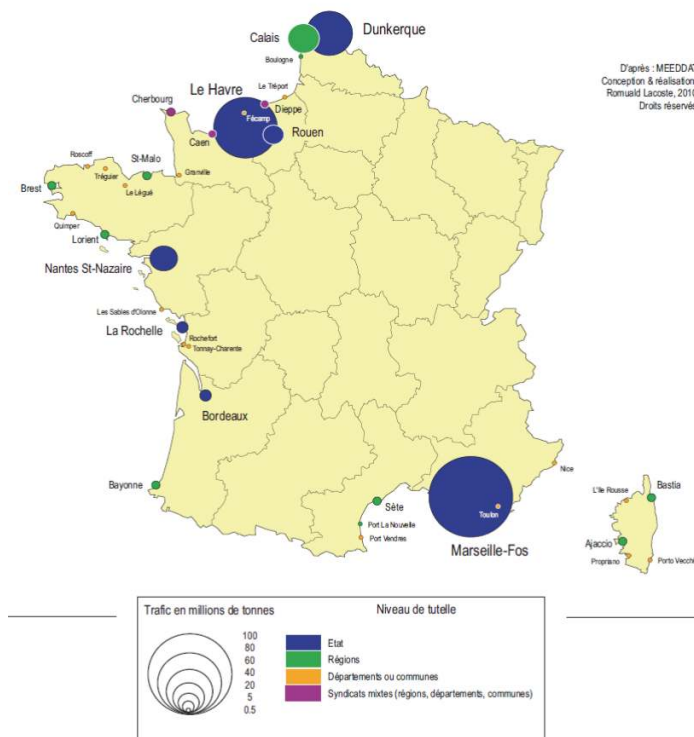 Dunkerque
Calais
Boulogne
D'après : MEEDDAT
Conception & réalisation
Romuald Lacoste, 2010
Droits réservés
Le Tréport
Le Havre
Cherbourg
Dieppe
Fécamp
Rouen
Caen
Roscoff
St-Malo
Tréguier
Granville
Brest
Le Légué
Quimper
Lorient
Nantes St-Nazaire
Les Sables d'Olonne
La Rochelle
Rochefort
Tonnay-Charente
Bordeaux
Nice
Bayonne
L'Ile Rousse
Bastia
Sète
Toulon
Port La Nouvelle
Port Vendres
Ajaccio
Marseille-Fos
Propriano
Porto Vecchi
Trafic en millions de tonnes
Niveau de tutelle
100
80
60
40
20
5
0.5
Etat
Régions
Départements ou communes
Syndicats mixtes (régions, départements, communes)